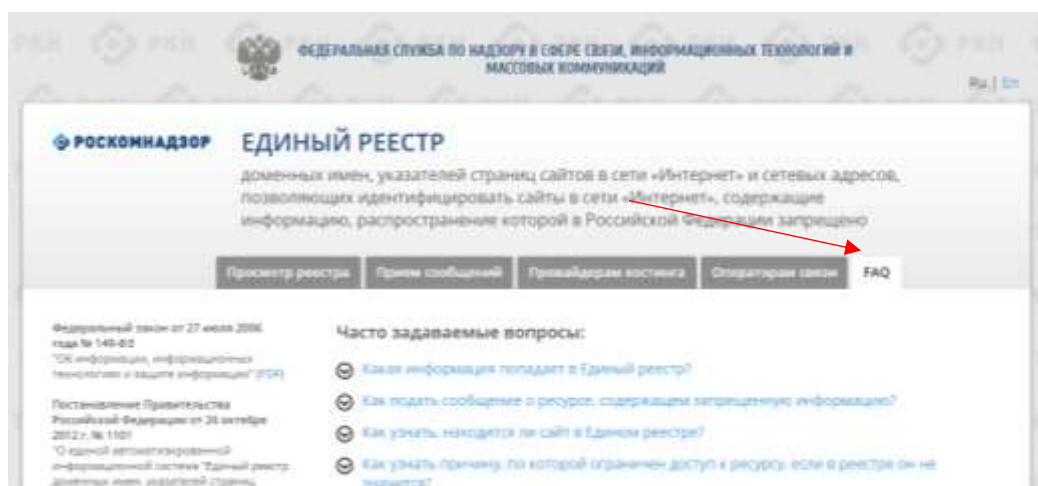 ФЕДЕРАЛЬНАЯ СЛУЖБА ПО НАДЗОРУ В СФЕРЕ СВЯЗИ, ИНФОРМАЦИОННЫХ ТЕХНОЛОГИЙ И
МАССОВЫХ КОММУНИКАЦИЙ
Ru | En
РОСКОМНАДЗОР
ЕДИНЫЙ РЕЕСТР
доменных имен, указателей страниц сайтов в сети «Интернет» и сетевых адресов,
позволяющих идентифицировать сайты в сети «Интернет», содержащие
информацию, распространение которой в Российской Федерации запрещено
Просмотр реестра
Прием сообщений
Провайдерам хостинга
Операторам связи
FAQ
Федеральный закон от 27 июля 2006
года № 149-ФЗ
"Об информации, информационных
технологиях и защите информации" (PDF)
Постановление Правительства
Российской Федерации от 26 октября
2012 г. № 1101
"О единой автоматизированной
информационной системе "Единый реестр
доменных имен, указателей страниц
Часто задаваемые вопросы:
Какая информация попадает в Единый реестр?
Как подать сообщение о ресурсе, содержащем запрещенную информацию?
Как узнать, находится ли сайт в Едином реестре?
Как узнать причину, по которой ограничен доступ к ресурсу, если в реестре он не
значится?